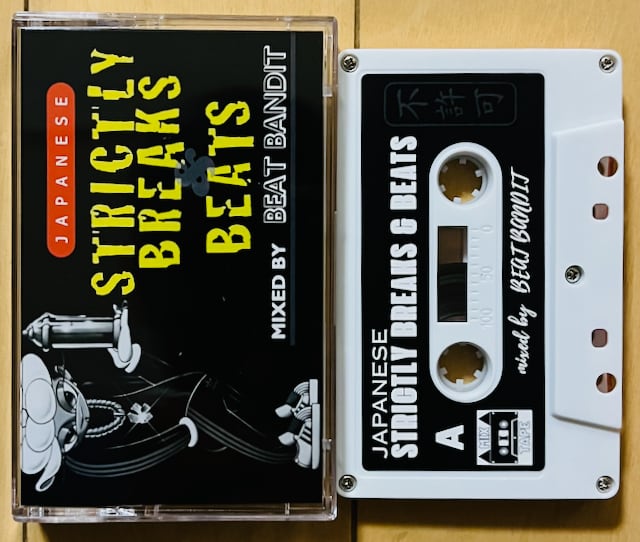 JAPANESE
STRICTLY
BREAKS
&
BEATS
MIXED BY BEAT BANDIT
不許可
JAPANESE
STRICTLY BREAKS & BEATS
A
MIX
TAPE
100 50 0
mixed by BEAT BANDIT